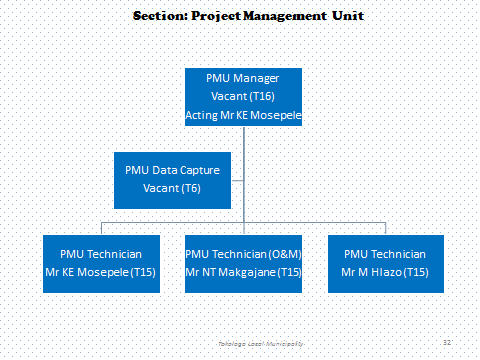 Section: Project Management Unit
PMU Manager
Vacant (T16)
Acting Mr KE Mosepele
PMU Data Capture
Vacant (T6)
PMU Technician
Mr KE Mosepele (T15)
PMU Technician (O&M)
Mr NT Makgajane (T15)
PMU Technician
Mr M Hlazo (T15)
Tokologo Local Municipality
32